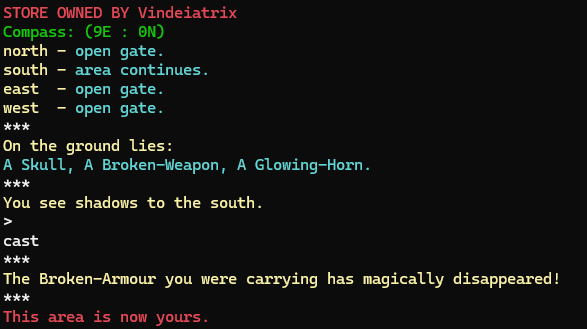 STORE OWNED BY Vindeiatrix
Compass: (9E : 0N)
north - open gate.
south - area continues.
east  - open gate.
west  - open gate.
***
On the ground lies:
A Skull, A Broken-Weapon, A Glowing-Horn.
***
You see shadows to the south.
>
cast
***
The Broken-Armour you were carrying has magically disappeared!
***
This area is now yours.